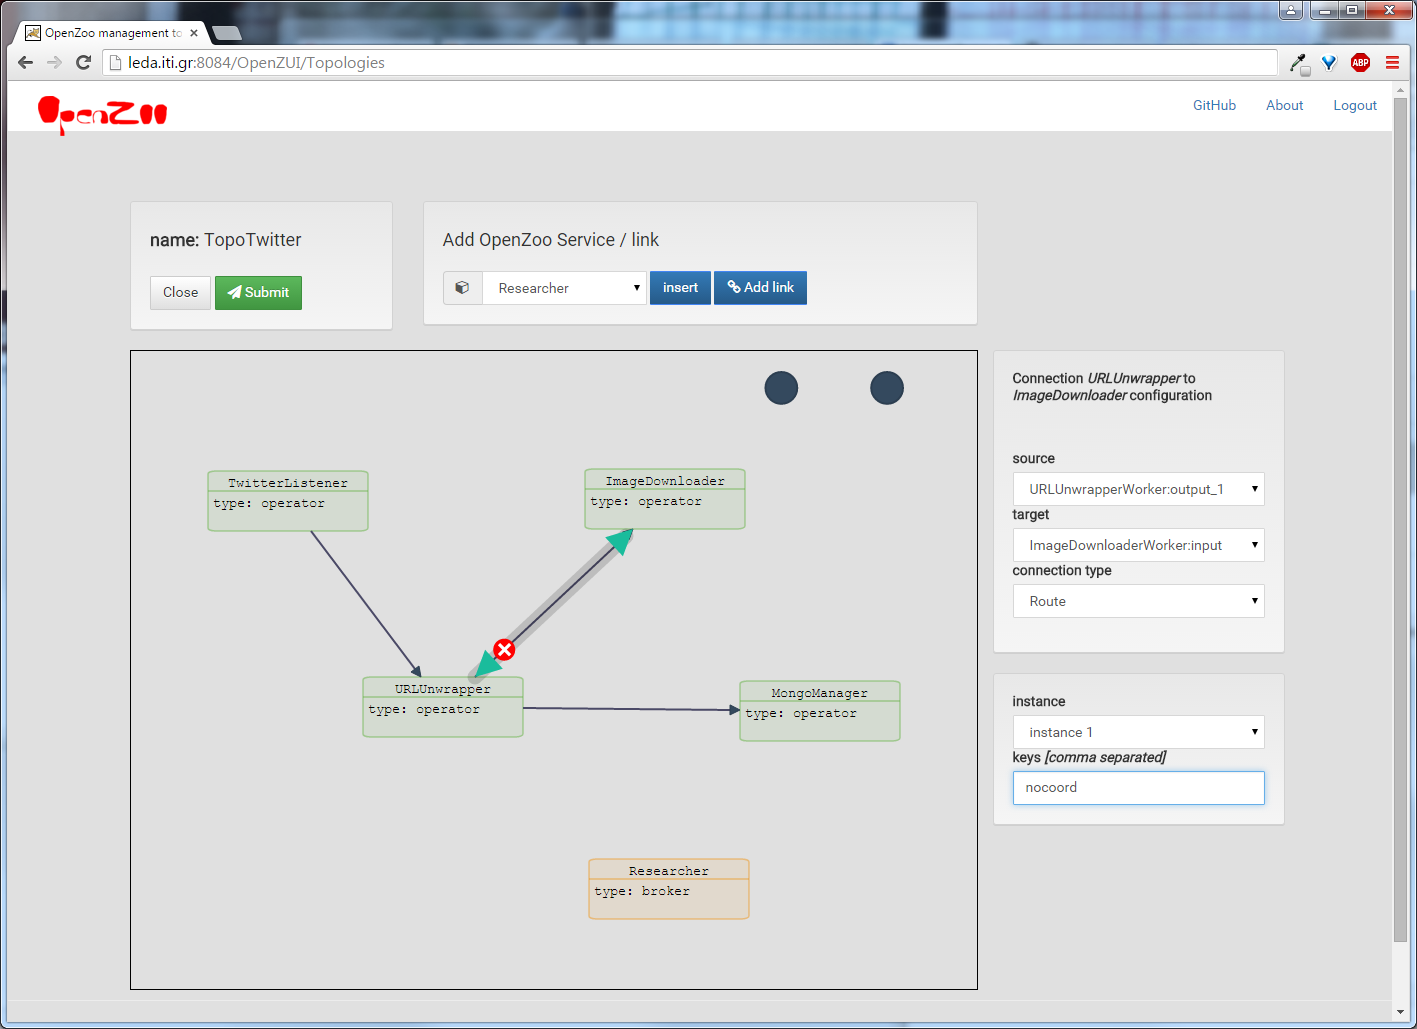 OpenZoo management to
leda.iti.gr:8084/OpenZUI/Topologies
ABP
OpenZoo
GitHub About Logout
name: TopoTwitter
Close Submit
Add OpenZoo Service / link
Researcher insert Add link
Connection URLUnwrapper to
ImageDownloader configuration
source
URLUnwrapperWorker:output_1
target
ImageDownloaderWorker:input
connection type
Route
instance
instance 1
keys [comma separated]
nocoord
TwitterListener
type: operator
ImageDownloader
type: operator
URLUnwrapper
type: operator
MongoManager
type: operator
Researcher
type: broker